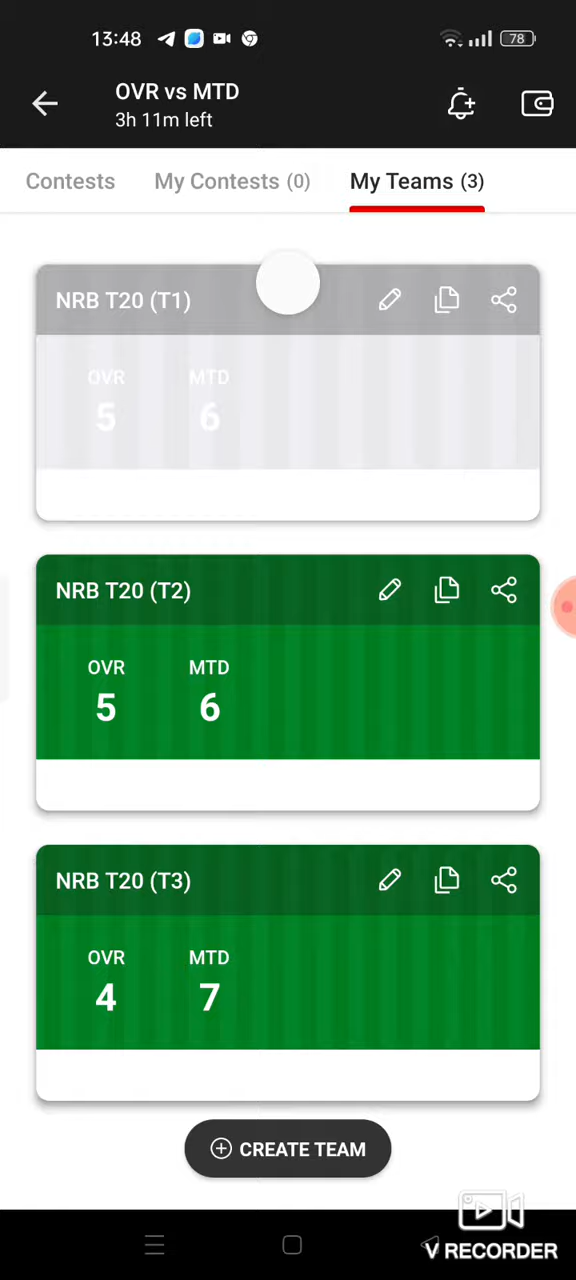 13:48
78
OVR vs MTD
3h 11m left
Contests
My Contests (0)
My Teams (3)
NRB T20 (T1)
OVR
MTD
5
6
NRB T20 (T2)
OVR
MTD
5
6
NRB T20 (T3)
OVR
MTD
4
7
CREATE TEAM
V RECORDER